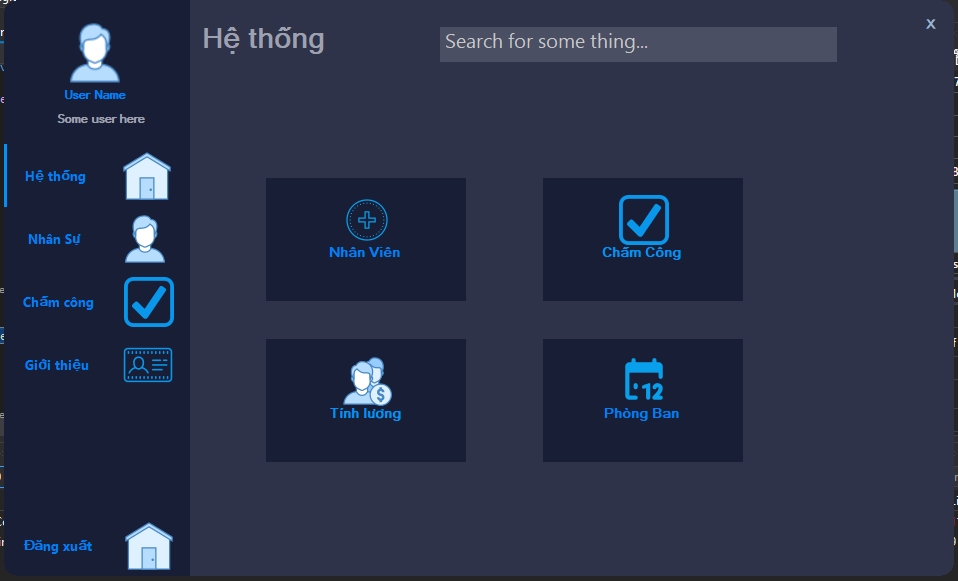 User Name
Some user here
Hệ thống
Nhân Sự
Chấm công
Giới thiệu
Đăng xuất
Hệ thống
Search for some thing...
X
Nhân Viên
Chấm Công
$
Tính lương
12
Phòng Ban